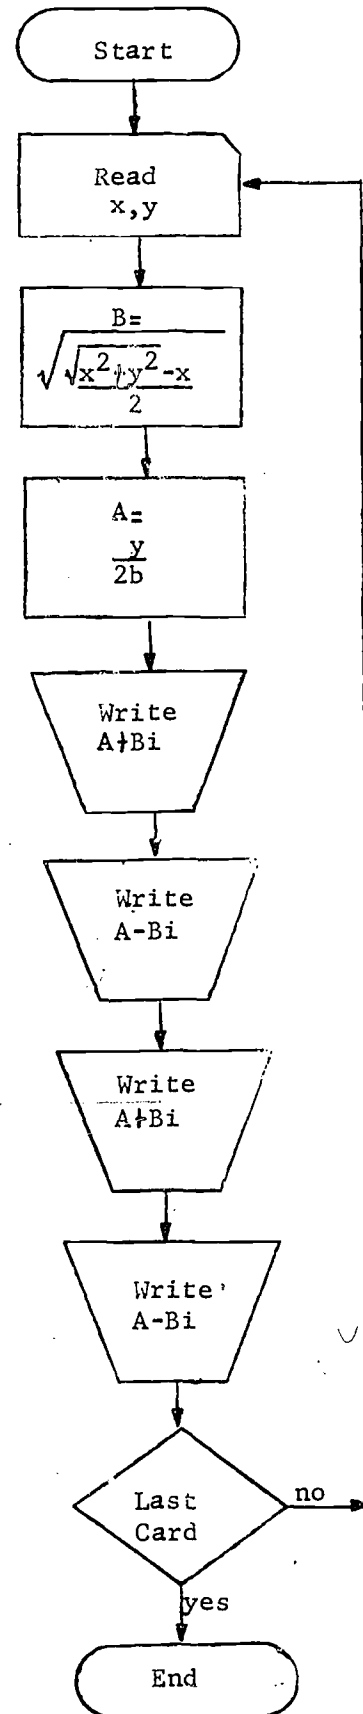 Start
Read
x,y
B=
√√x²+y²-x
2
A=
y
2b
Write
A+Bi
Write
A-Bi
Write
A+Bi
Write
A-Bi
Last
Card
no
yes
End